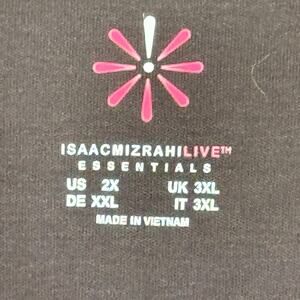 ISAACMIZRAHILIVE™
ESSENTIALS
US 2X UK 3XL
DE XXL IT 3XL
MADE IN VIETNAM